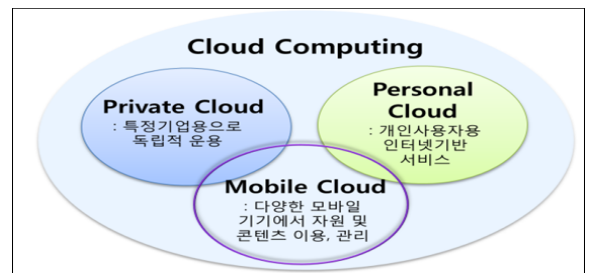 Cloud Computing
Private Cloud
: 특정기업용으로
독립적 운용
Personal
Cloud
: 개인사용자용
인터넷기반
서비스
Mobile Cloud
: 다양한 모바일
기기에서 자원 및
콘텐츠 이용, 관리